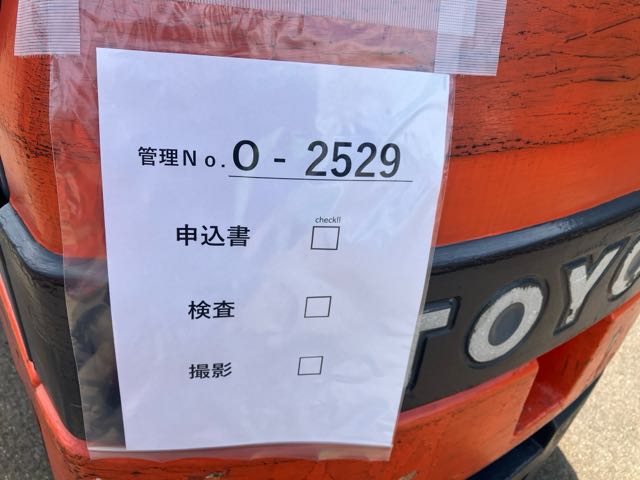 管理No. O - 2529
check!!
申込書 □
検査 □
撮影 □
TOYO